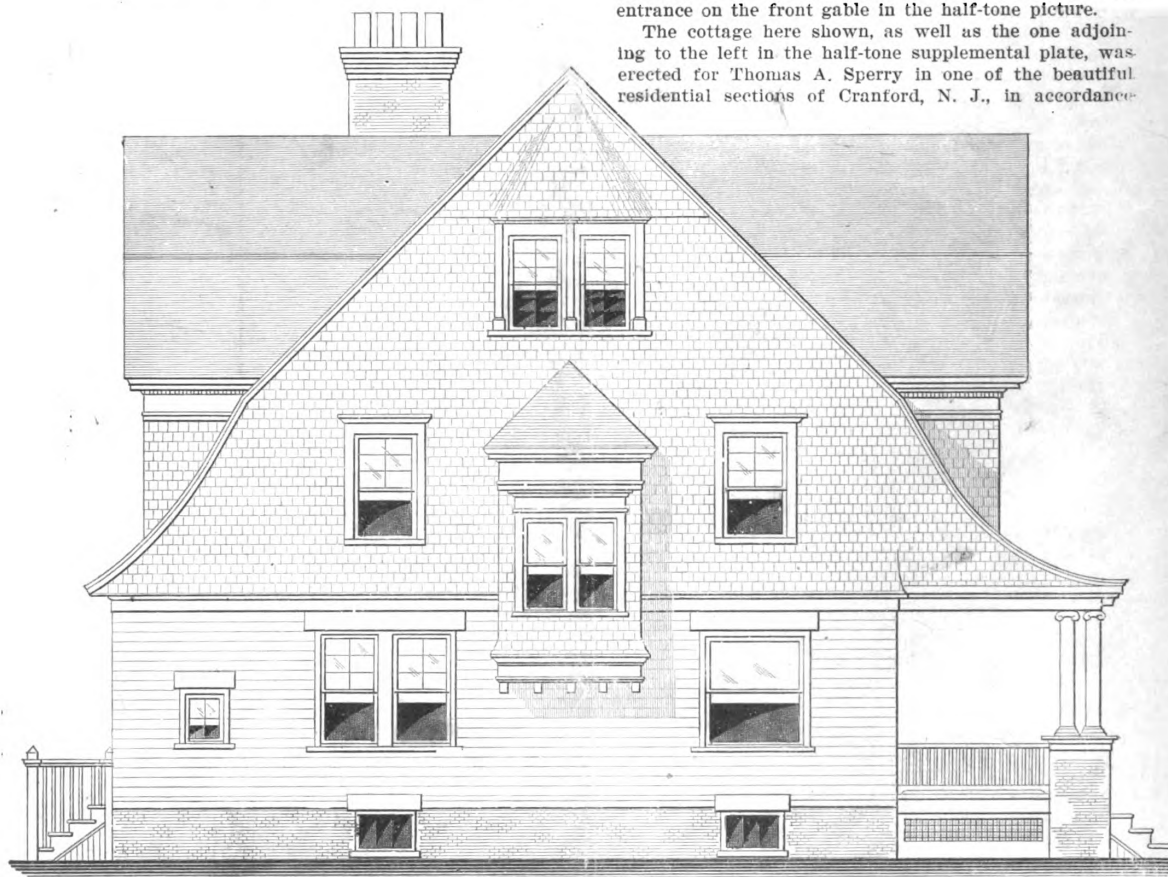 entrance on the front gable in the half-tone picture.
The cottage here shown, as well as the one adjoin-
ing to the left in the half-tone supplemental plate, was
erected for Thomas A. Sperry in one of the beautiful
residential sections of Cranford, N. J., in accordance